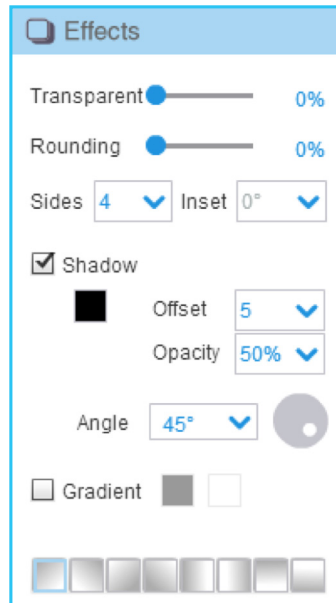 Effects
Transparent 0%
Rounding 0%
Sides 4 Inset 0°
Shadow
Offset 5
Opacity 50%
Angle 45°
Gradient